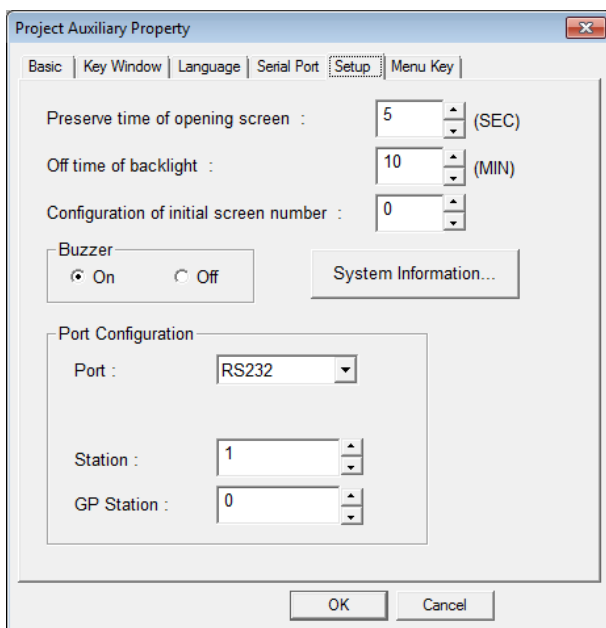 Project Auxiliary Property
Basic Key Window Language Serial Port Setup Menu Key
Preserve time of opening screen : 5 (SEC)
Off time of backlight : 10 (MIN)
Configuration of initial screen number : 0
Buzzer
On Off
System Information...
Port Configuration
Port : RS232
Station : 1
GP Station : 0
OK Cancel